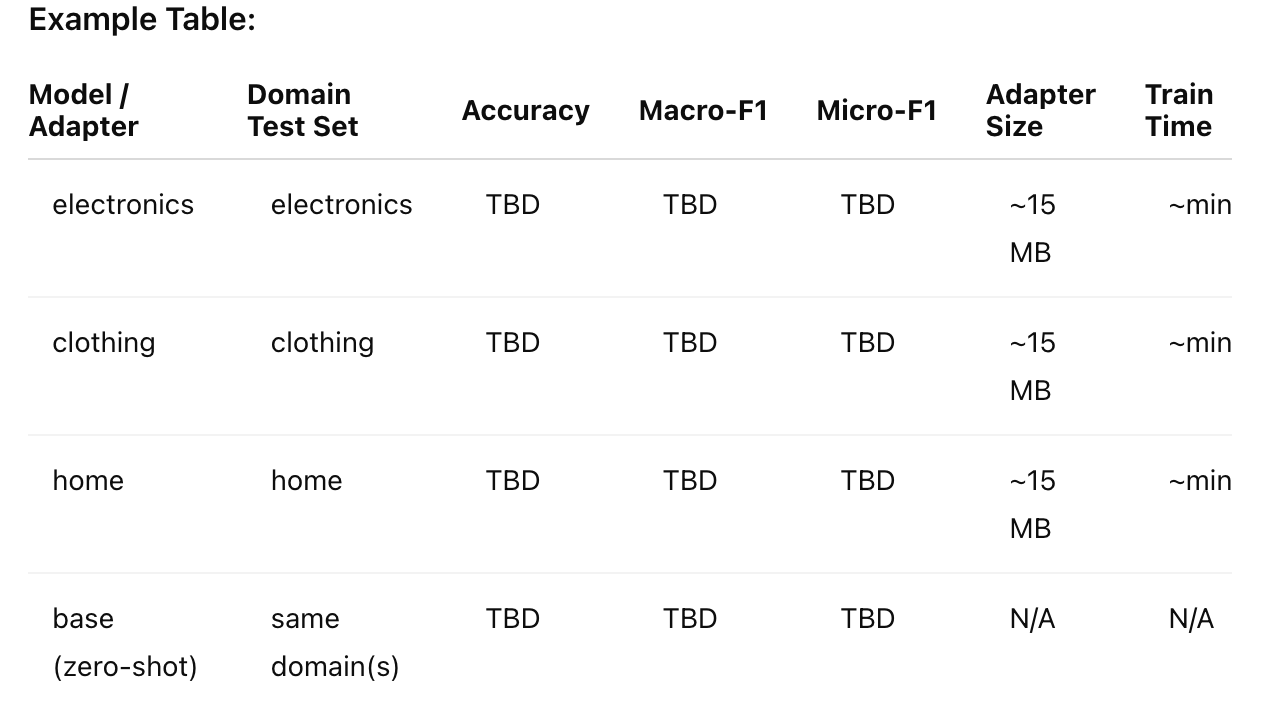 Example Table:
Model / Adapter Domain Test Set Accuracy Macro-F1 Micro-F1 Adapter Size Train Time
electronics electronics TBD TBD TBD ~15 MB ~min
clothing clothing TBD TBD TBD ~15 MB ~min
home home TBD TBD TBD ~15 MB ~min
base (zero-shot) same domain(s) TBD TBD TBD N/A N/A